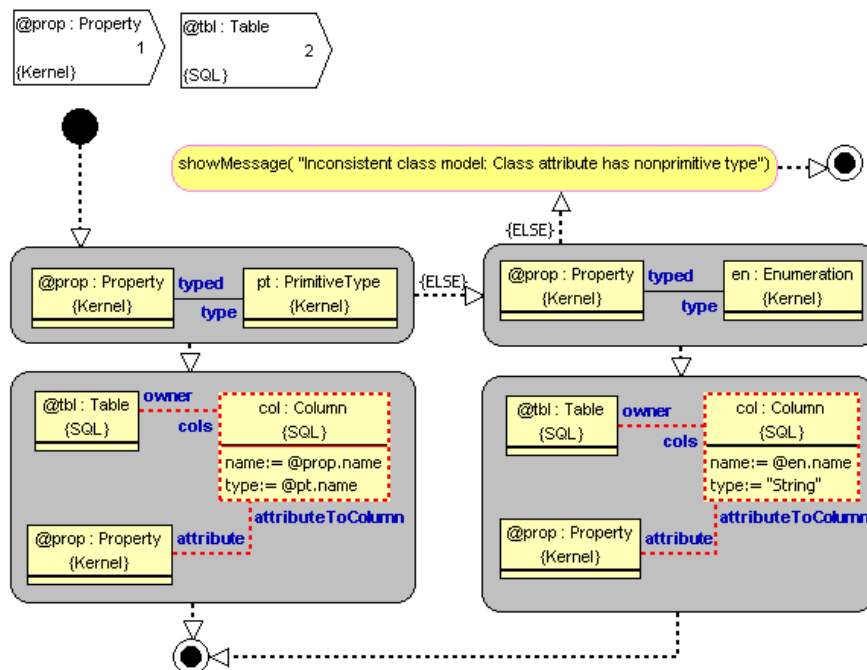 @prop : Property
1
{Kernel}
@tbl : Table
2
{SQL}
showMessage( "Inconsistent class model: Class attribute has nonprimitive type")
{ELSE}
@prop : Property
{Kernel}
typed
type
pt : PrimitiveType
{Kernel}
{ELSE}
@prop : Property
{Kernel}
typed
type
en : Enumeration
{Kernel}
@tbl : Table
{SQL}
owner
cols
col : Column
{SQL}
name:= @prop.name
type:= @pt.name
attributeToColumn
attribute
@prop : Property
{Kernel}
@tbl : Table
{SQL}
owner
cols
col : Column
{SQL}
name:= @en.name
type:= "String"
attributeToColumn
attribute
@prop : Property
{Kernel}